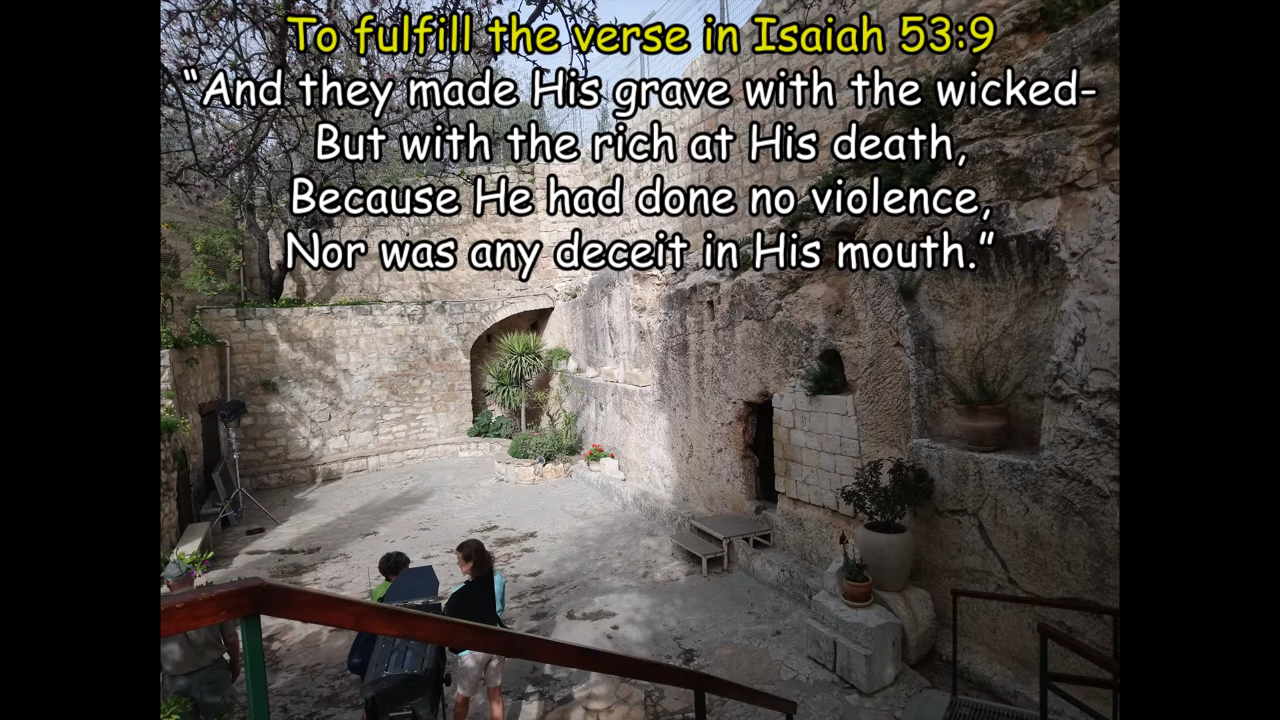 To fulfill the verse in Isaiah 53:9
“And they made His grave with the wicked-
But with the rich at His death,
Because He had done no violence,
Nor was any deceit in His mouth.”